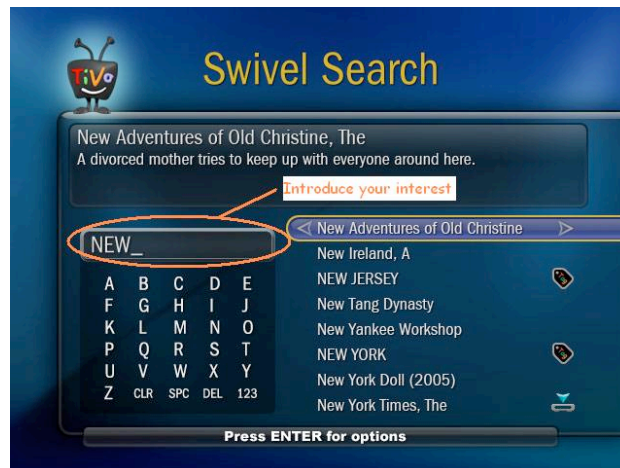 TiVo
Swivel Search
New Adventures of Old Christine, The
A divorced mother tries to keep up with everyone around here.
Introduce your interest
NEW_
A B C D E
F G H I J
K L M N O
P Q R S T
U V W X Y
Z CLR SPC DEL 123
New Adventures of Old Christine
New Ireland, A
NEW JERSEY
New Tang Dynasty
New Yankee Workshop
NEW YORK
New York Doll (2005)
New York Times, The
Press ENTER for options